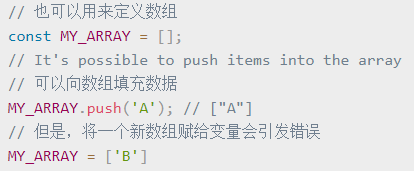 // 也可以用来定义数组
const MY_ARRAY = [];
// It's possible to push items into the array
// 可以向数组填充数据
MY_ARRAY.push('A'); // ["A"]
// 但是，将一个新数组赋给变量会引发错误
MY_ARRAY = ['B']